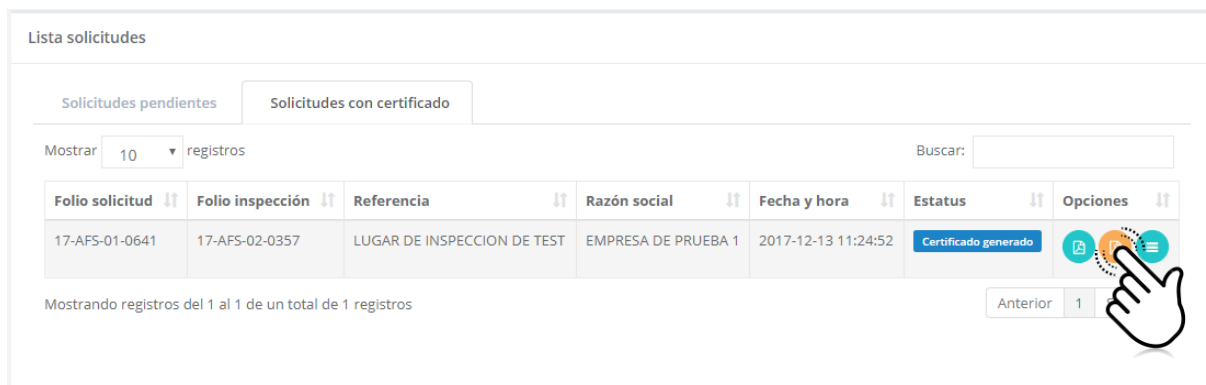 Lista solicitudes
Solicitudes pendientes Solicitudes con certificado
Mostrar 10 registros Buscar:
Folio solicitud Folio inspección Referencia Razón social Fecha y hora Estatus Opciones
17-AFS-01-0641 17-AFS-02-0357 LUGAR DE INSPECCION DE TEST EMPRESA DE PRUEBA 1 2017-12-13 11:24:52 Certificado generado
Mostrando registros del 1 al 1 de un total de 1 registros Anterior 1